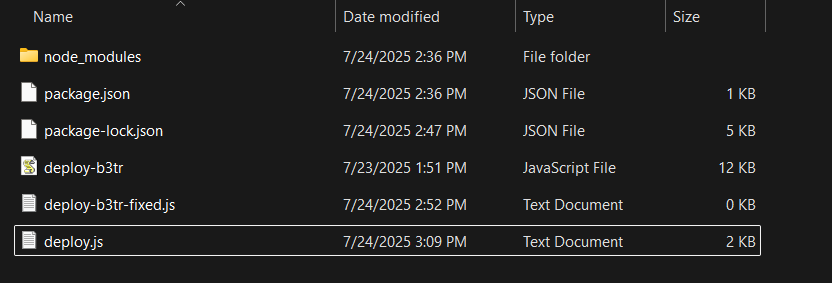 Name Date modified Type Size
node_modules 7/24/2025 2:36 PM File folder
package.json 7/24/2025 2:36 PM JSON File 1 KB
package-lock.json 7/24/2025 2:47 PM JSON File 5 KB
deploy-b3tr 7/23/2025 1:51 PM JavaScript File 12 KB
deploy-b3tr-fixed.js 7/24/2025 2:52 PM Text Document 0 KB
deploy.js 7/24/2025 3:09 PM Text Document 2 KB